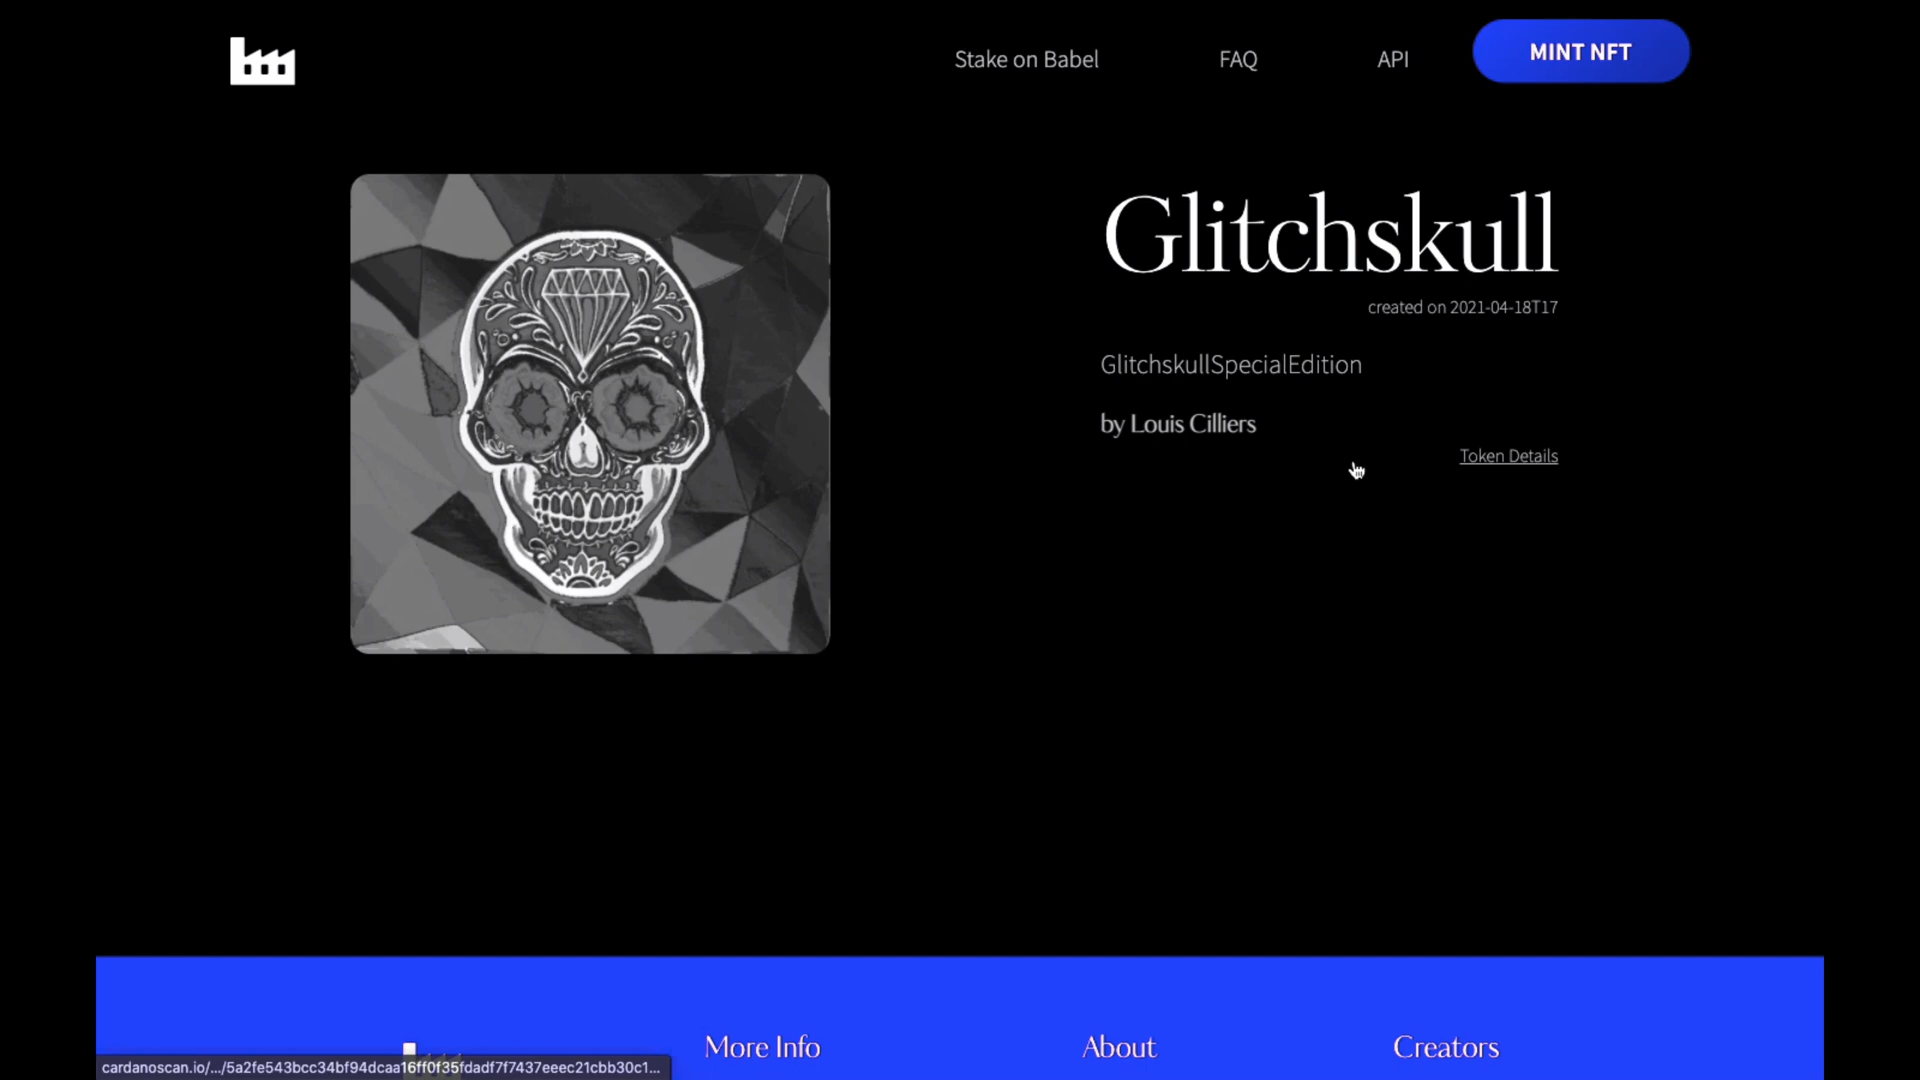 Stake on Babel
FAQ
API
MINT NFT
Glitchskull
created on 2021-04-18T17
GlitchskullSpecialEdition
by Louis Cilliers
Token Details
More Info
About
Creators
cardanoscan.io/.../5a2fe543bcc34bf94dcaa16ff0f35fdadf7f7437eeec21cbb30c1...